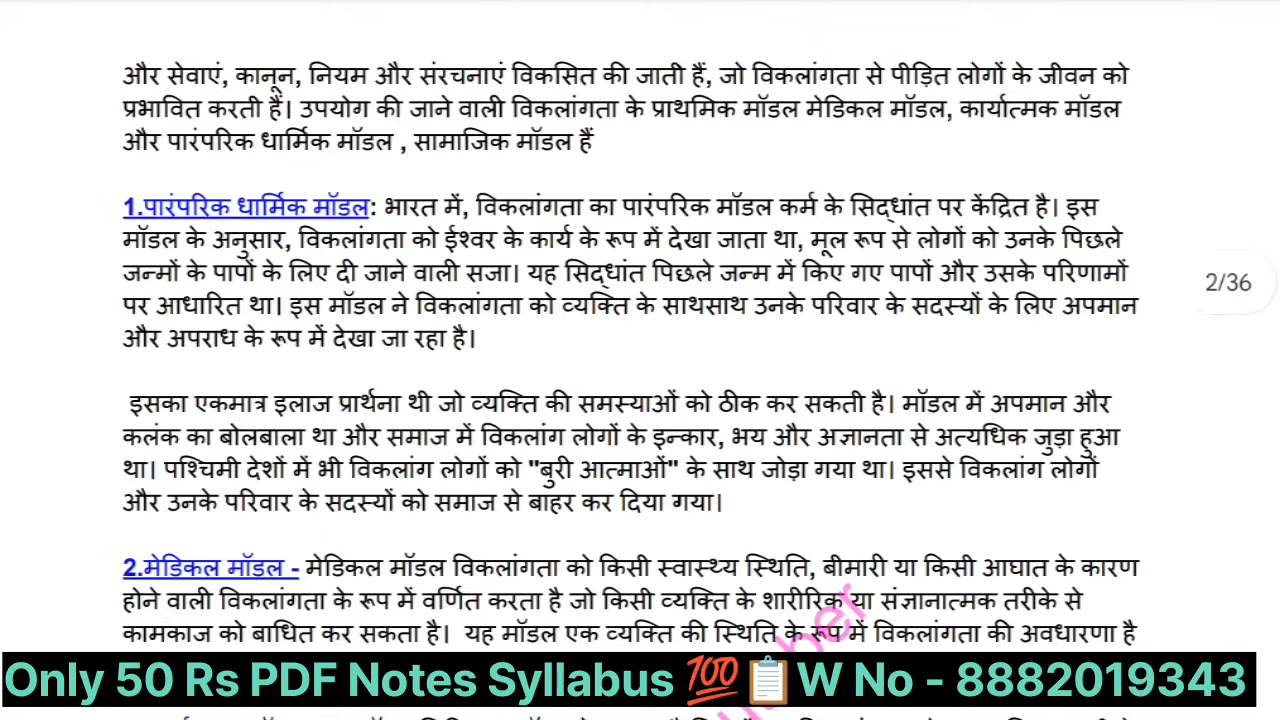 और सेवाएं, कानून, नियम और संरचनाएं विकसित की जाती हैं, जो विकलांगता से पीड़ित लोगों के जीवन को
प्रभावित करती हैं। उपयोग की जाने वाली विकलांगता के प्राथमिक मॉडल मेडिकल मॉडल, कार्यात्मक मॉडल
और पारंपरिक धार्मिक मॉडल , सामाजिक मॉडल हैं
1.पारंपरिक धार्मिक मॉडल: भारत में, विकलांगता का पारंपरिक मॉडल कर्म के सिद्धांत पर केंद्रित है। इस
मॉडल के अनुसार, विकलांगता को ईश्वर के कार्य के रूप में देखा जाता था, मूल रूप से लोगों को उनके पिछले
जन्मों के पापों के लिए दी जाने वाली सजा। यह सिद्धांत पिछले जन्म में किए गए पापों और उसके परिणामों
पर आधारित था। इस मॉडल ने विकलांगता को व्यक्ति के साथसाथ उनके परिवार के सदस्यों के लिए अपमान
और अपराध के रूप में देखा जा रहा है।
2/36
इसका एकमात्र इलाज प्रार्थना थी जो व्यक्ति की समस्याओं को ठीक कर सकती है। मॉडल में अपमान और
कलंक का बोलबाला था और समाज में विकलांग लोगों के इन्कार, भय और अज्ञानता से अत्यधिक जुड़ा हुआ
था। पश्चिमी देशों में भी विकलांग लोगों को "बुरी आत्माओं" के साथ जोड़ा गया था। इससे विकलांग लोगों
और उनके परिवार के सदस्यों को समाज से बाहर कर दिया गया।
2.मेडिकल मॉडल - मेडिकल मॉडल विकलांगता को किसी स्वास्थ्य स्थिति, बीमारी या किसी आघात के कारण
होने वाली विकलांगता के रूप में वर्णित करता है जो किसी व्यक्ति के शारीरिक या संज्ञानात्मक तरीके से
कामकाज को बाधित कर सकता है। यह मॉडल एक व्यक्ति की स्थिति के रूप में विकलांगता की अवधारणा है
Only 50 Rs PDF Notes Syllabus 💯📋W No - 8882019343